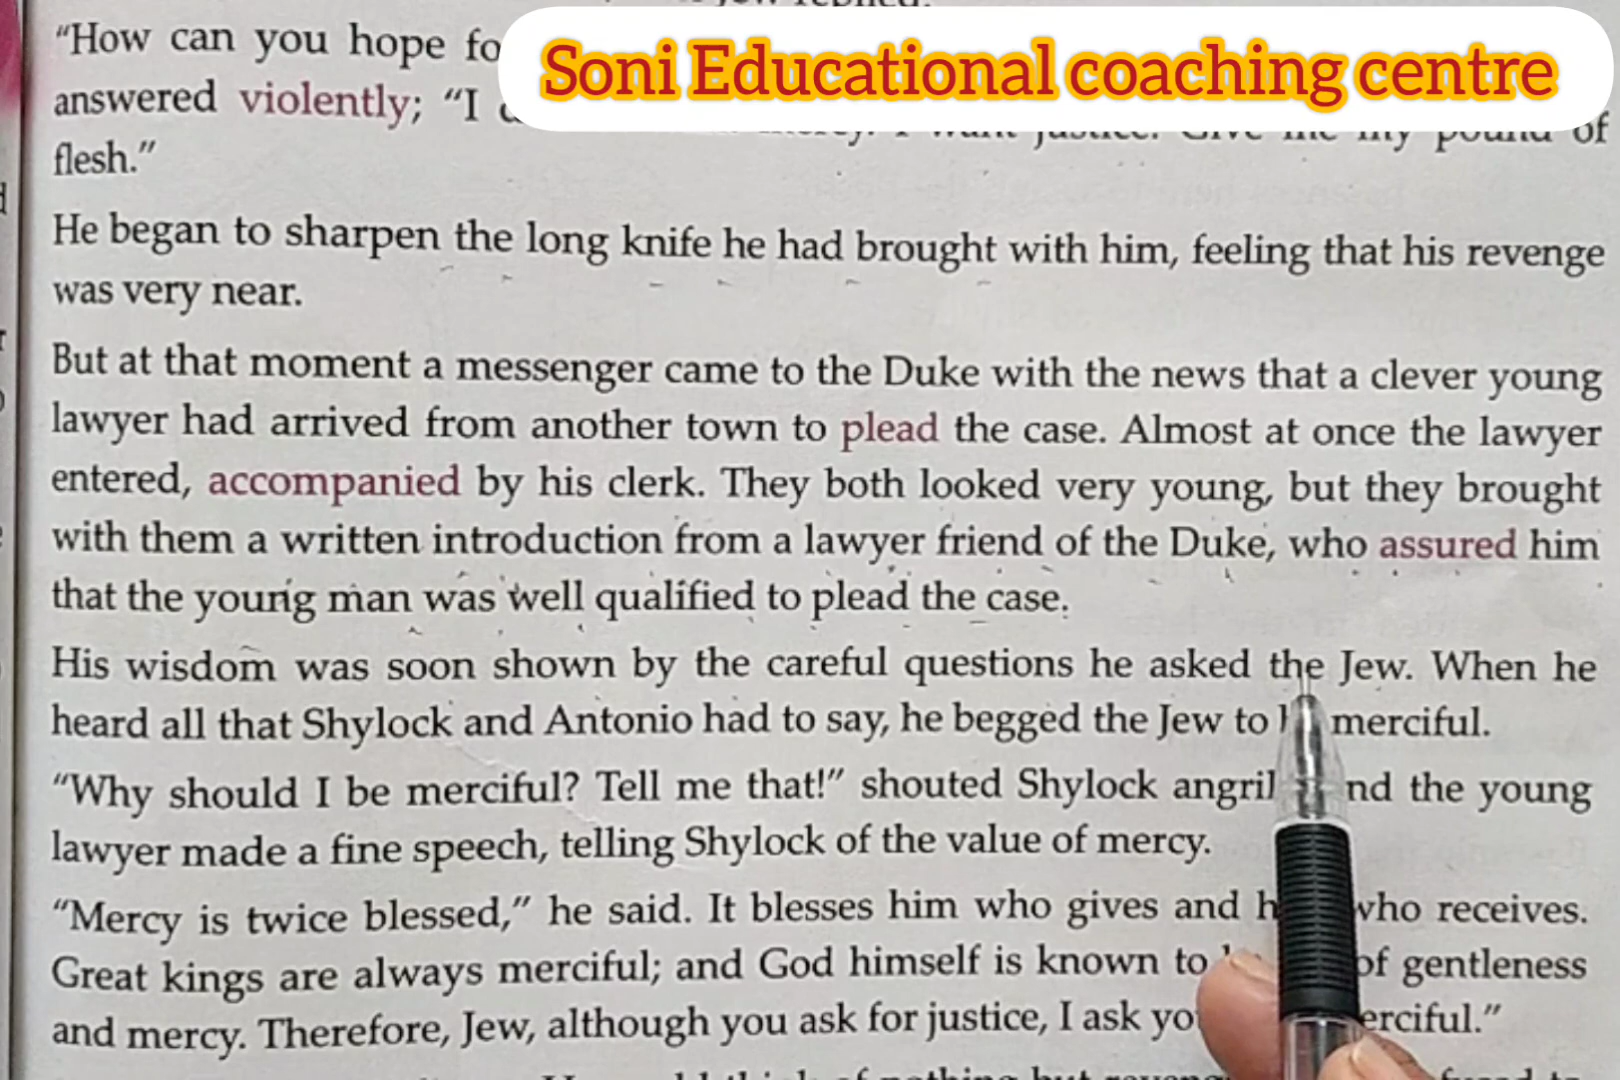 Soni Educational coaching centre
"How can you hope
answered violently; "I
justice. Give me my pound of
flesh."
He began to sharpen the long knife he had brought with him, feeling that his revenge
was very near.
But at that moment a messenger came to the Duke with the news that a clever young
lawyer had arrived from another town to plead the case. Almost at once the lawyer
entered, accompanied by his clerk. They both looked very young, but they brought
with them a written introduction from a lawyer friend of the Duke, who assured him
that the young man was well qualified to plead the case.
His wisdom was soon shown by the careful questions he asked the Jew. When he
heard all that Shylock and Antonio had to say, he begged the Jew to merciful.
"Why should I be merciful? Tell me that!" shouted Shylock the young
lawyer made a fine speech, telling Shylock of the value of mercy.
"Mercy is twice blessed," he said. It blesses him who gives and who receives.
Great kings are always merciful; and God himself is known to of gentleness
and mercy. Therefore, Jew, although you ask for justice, I ask